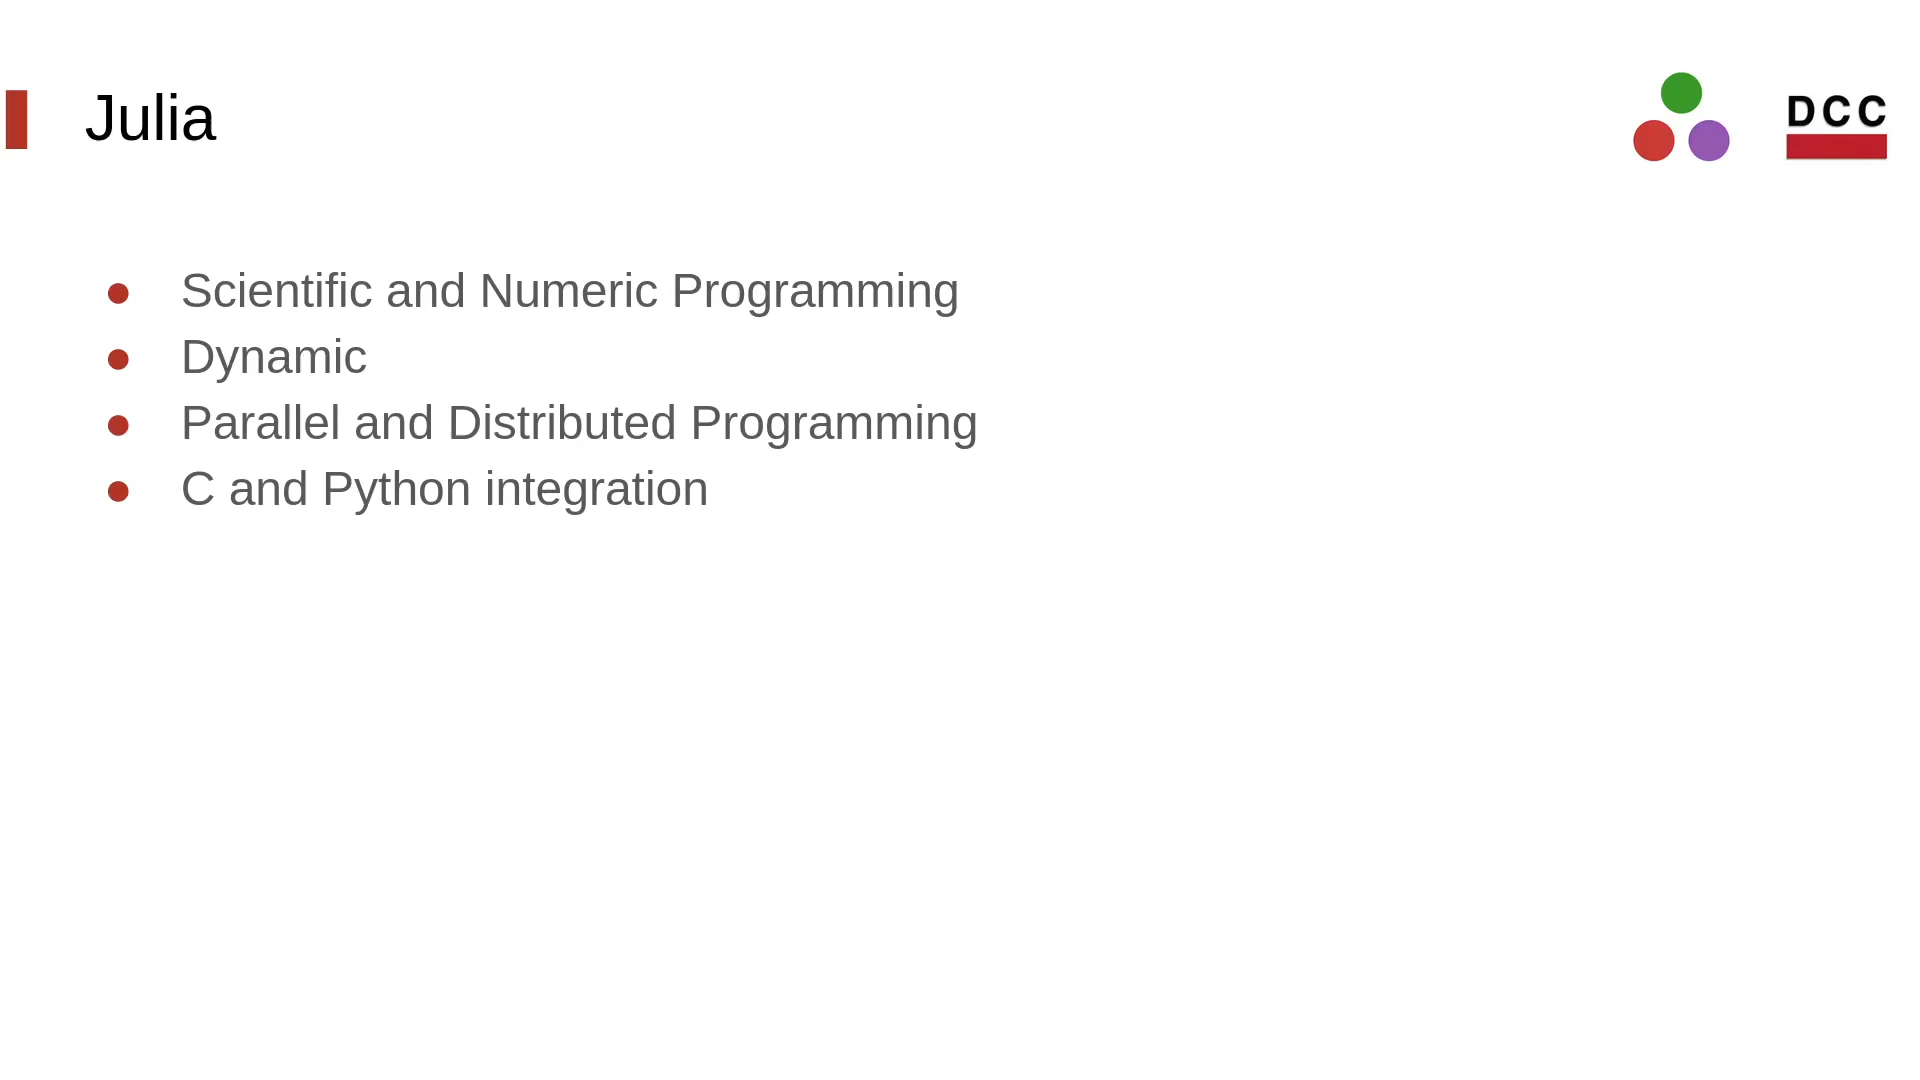 Julia
DCC
Scientific and Numeric Programming
Dynamic
Parallel and Distributed Programming
C and Python integration